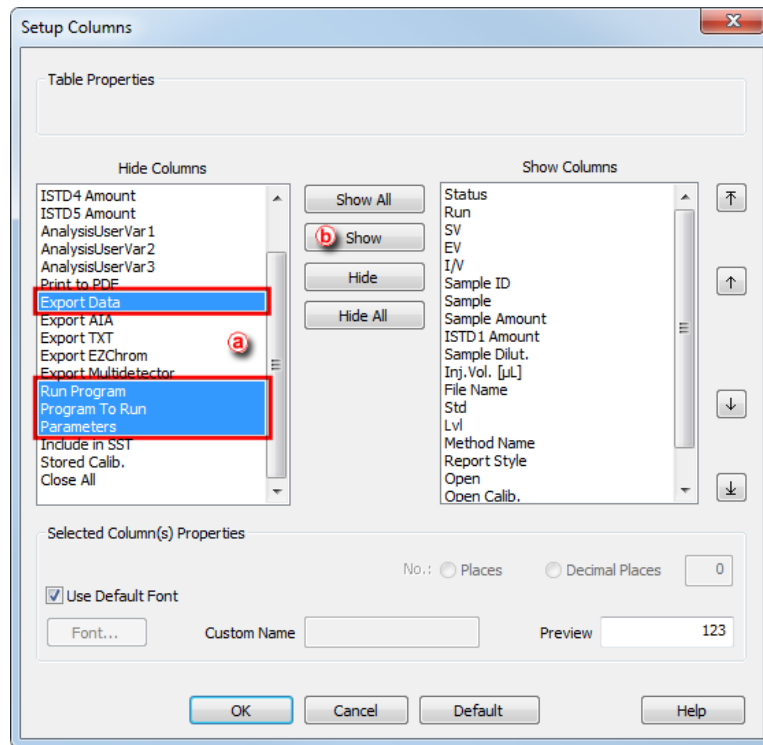 Setup Columns
x
Table Properties
Hide Columns
ISTD4 Amount
ISTD5 Amount
AnalysisUserVar1
AnalysisUserVar2
AnalysisUserVar3
Print to PDF
Export Data
Export AIA
Export TXT
Export EZChrom
Export Multidetector
Run Program
Program To Run
Parameters
Include in SST
Stored Calib.
Close All
a
Show All
b
Show
Hide
Hide All
Show Columns
Status
Run
SV
EV
I/V
Sample ID
Sample
Sample Amount
ISTD1 Amount
Sample Dilut.
Inj.Vol. [µL]
File Name
Std
Lvl
Method Name
Report Style
Open
Open Calib.
Selected Column(s) Properties
No.: Places Decimal Places 0
Use Default Font
Font... Custom Name Preview 123
OK Cancel Default Help